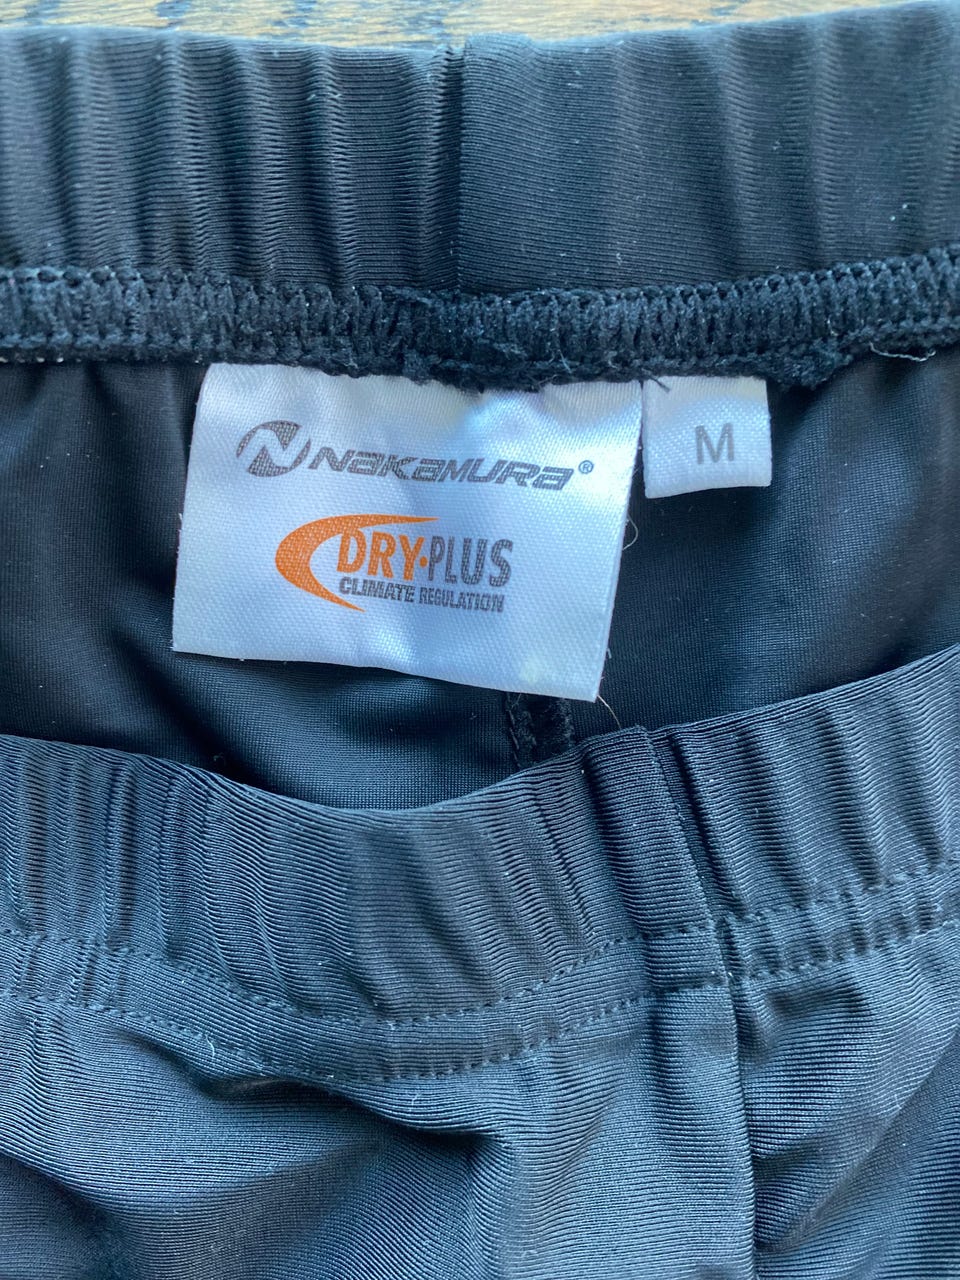 NAKAMURA®
M
DRY·PLUS
CLIMATE REGULATION